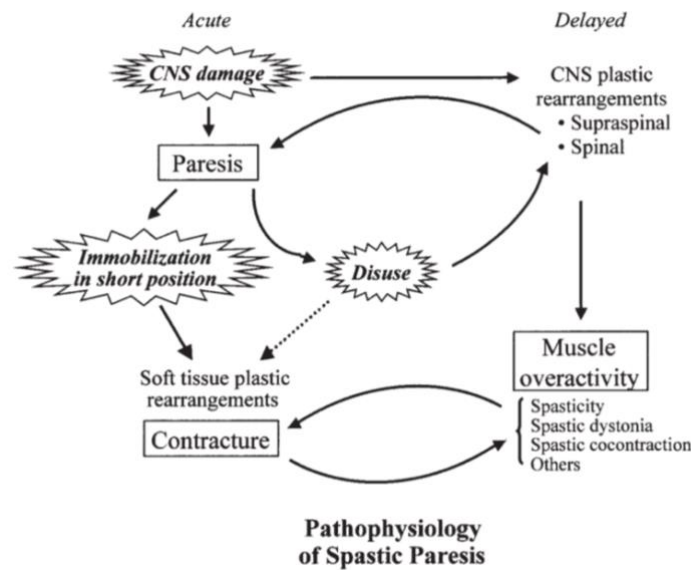 Acute
Delayed
CNS damage
CNS plastic
rearrangements
• Supraspinal
• Spinal
Paresis
Immobilization
in short position
Disuse
Soft tissue plastic
rearrangements
Contracture
Muscle
overactivity
Spasticity
Spastic dystonia
Spastic cocontraction
Others
Pathophysiology
of Spastic Paresis